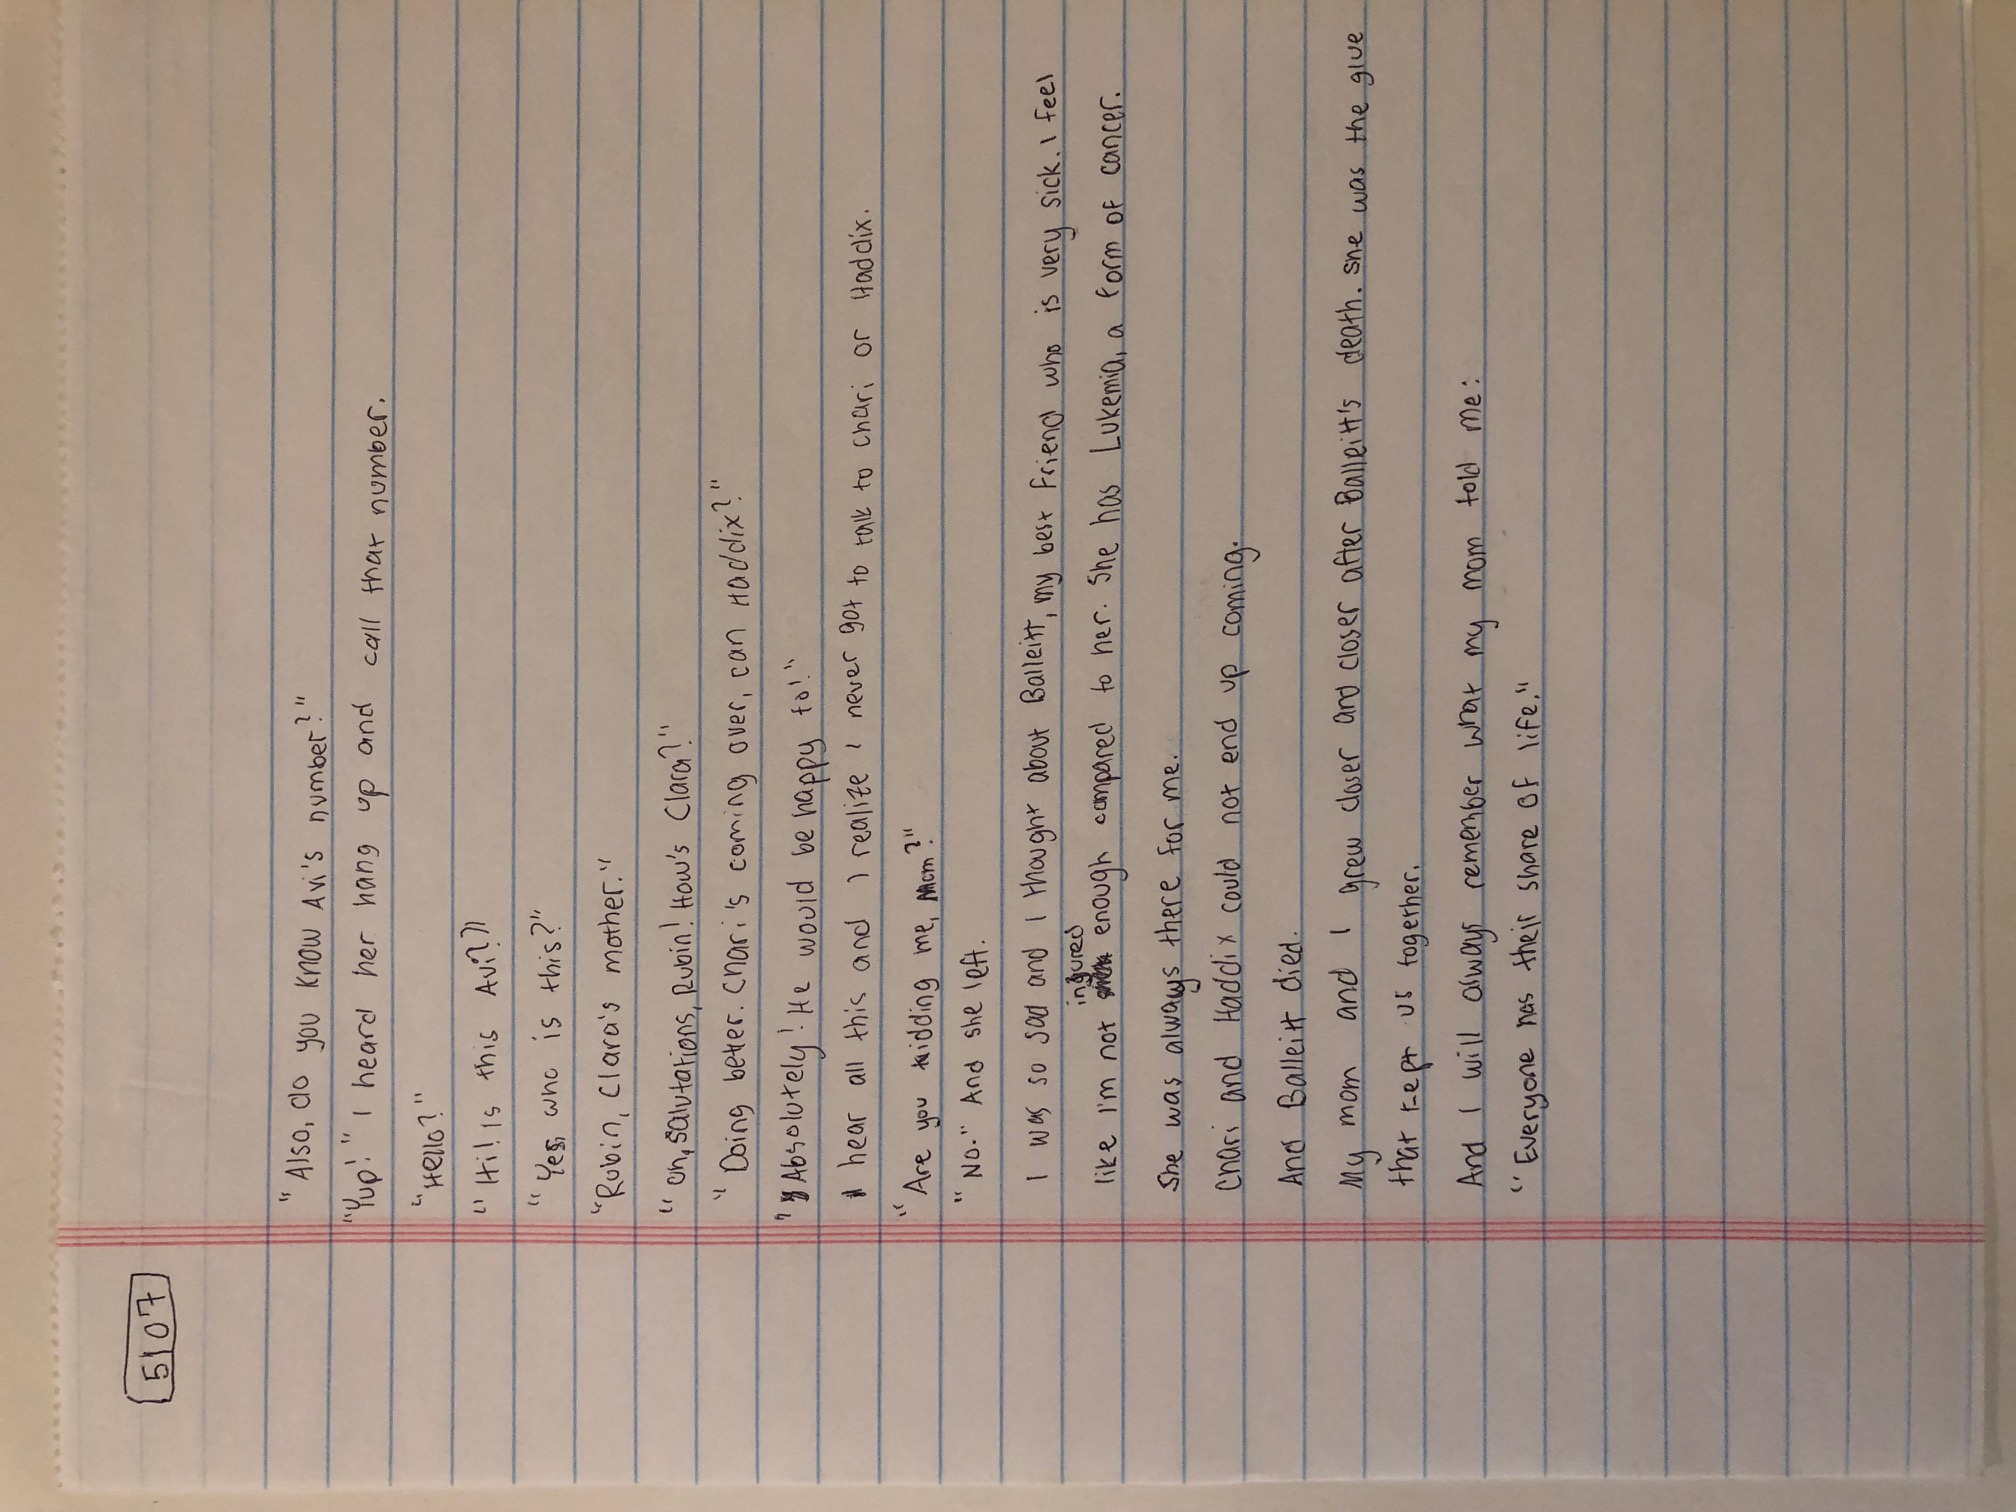 5107
"Also, do you know Avi's number?"
"Yup!" I heard her hang up and call that number.
"Hello?"
"Hi! Is this Avi?"
"Yes, who is this?"
"Rubin, Clara's mother."
"Oh, salutations, Rubin! How's Clara?"
"Doing better. Chari's coming over, can Haddix?"
"Absolutely! He would be happy to!"
I hear all this and I realize I never got to talk to Chari or Haddix.
"Are you kidding me, Mom?"
"No." And she left.
I was so sad and I thought about Balleitt, my best friend who is very sick. I feel
ingured
like I'm not enough compared to her. She has Lukemia, a form of cancer.
She was always there for me.
Chari and Haddix could not end up coming.
And Balleitt died.
My mom and I grew closer and closer after Balleitt's death. She was the glue
that kept us together.
And I will always remember what my mom told me:
"Everyone has their share of life."